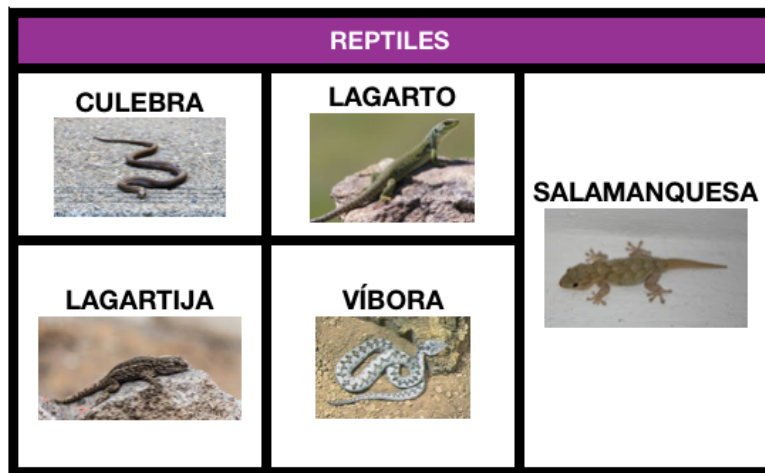 REPTILES
CULEBRA
LAGARTO
SALAMANQUESA
LAGARTIJA
VÍBORA